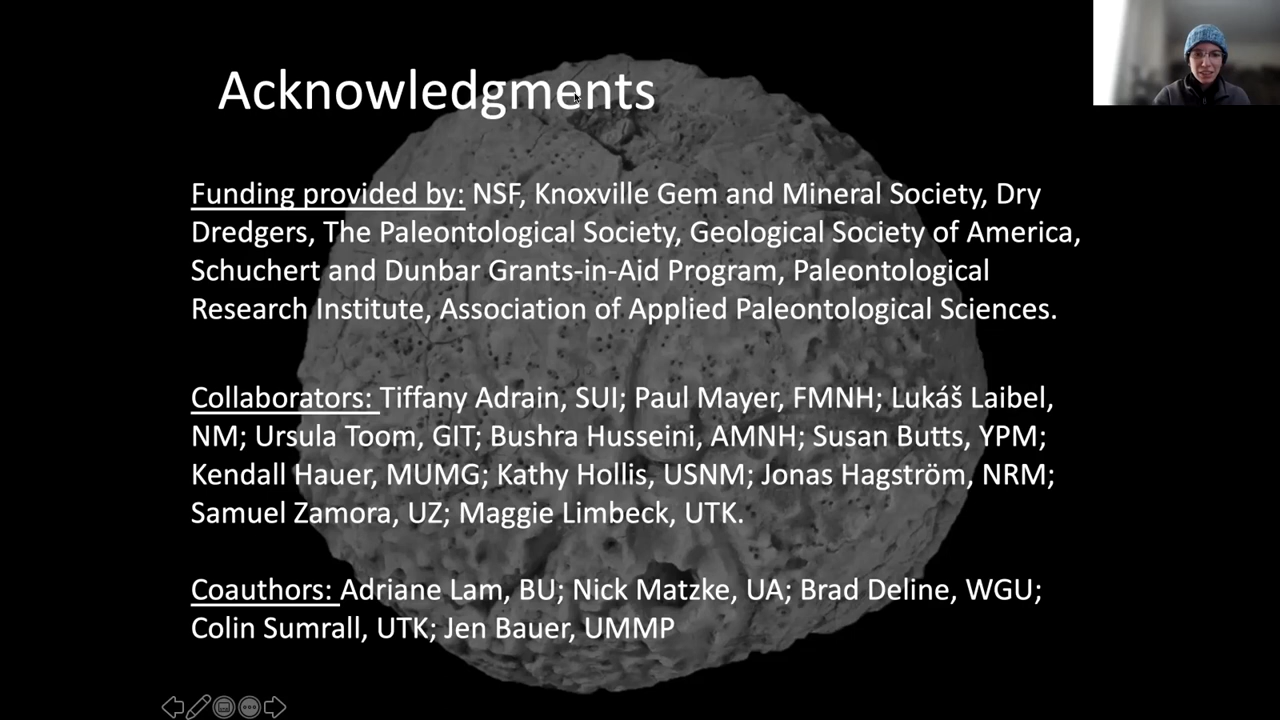 Acknowledgments
Funding provided by: NSF, Knoxville Gem and Mineral Society, Dry
Dredgers, The Paleontological Society, Geological Society of America,
Schuchert and Dunbar Grants-in-Aid Program, Paleontological
Research Institute, Association of Applied Paleontological Sciences.
Collaborators: Tiffany Adrain, SUI; Paul Mayer, FMNH; Lukáš Laibel,
NM; Ursula Toom, GIT; Bushra Husseini, AMNH; Susan Butts, YPM;
Kendall Hauer, MUMG; Kathy Hollis, USNM; Jonas Hagström, NRM;
Samuel Zamora, UZ; Maggie Limbeck, UTK.
Coauthors: Adriane Lam, BU; Nick Matzke, UA; Brad Deline, WGU;
Colin Sumrall, UTK; Jen Bauer, UMMP